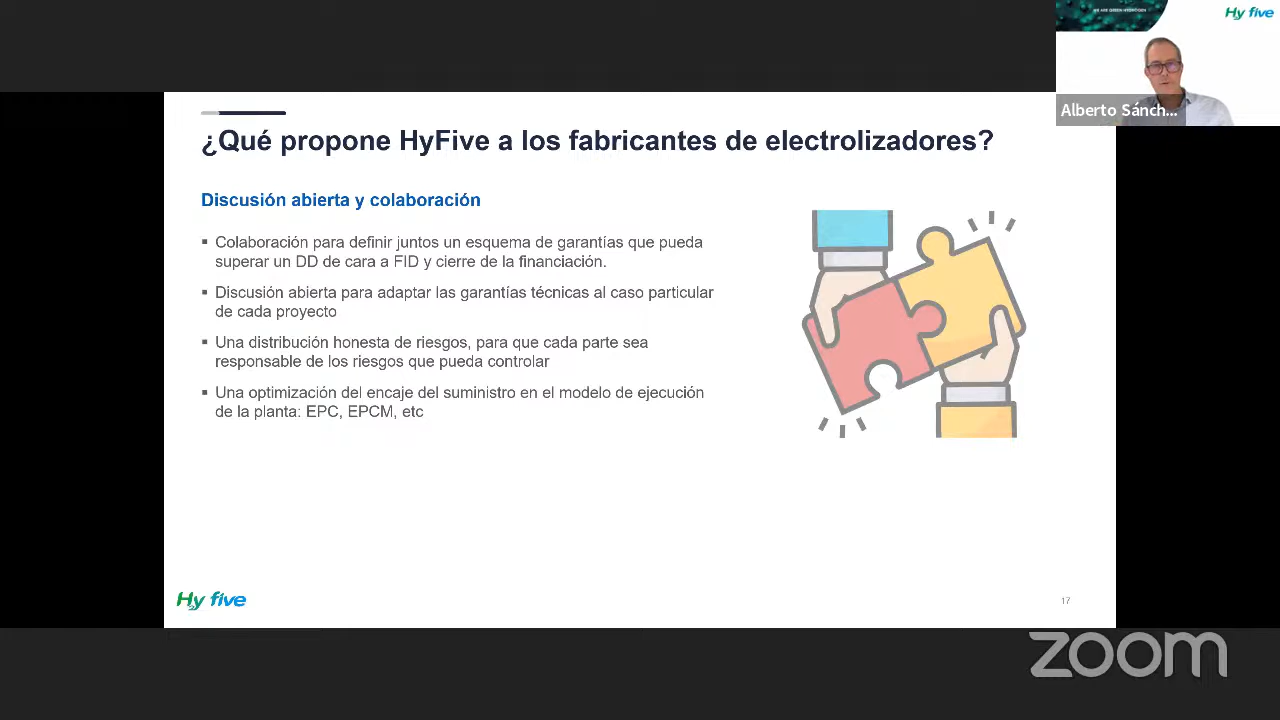 WE ARE GREEN HYDROGEN
Hy five
Alberto Sánch...
¿Qué propone HyFive a los fabricantes de electrolizadores?
Discusión abierta y colaboración
▪ Colaboración para definir juntos un esquema de garantías que pueda
superar un DD de cara a FID y cierre de la financiación.
▪ Discusión abierta para adaptar las garantías técnicas al caso particular
de cada proyecto
▪ Una distribución honesta de riesgos, para que cada parte sea
responsable de los riesgos que pueda controlar
▪ Una optimización del encaje del suministro en el modelo de ejecución
de la planta: EPC, EPCM, etc
Hy five
17
zoom